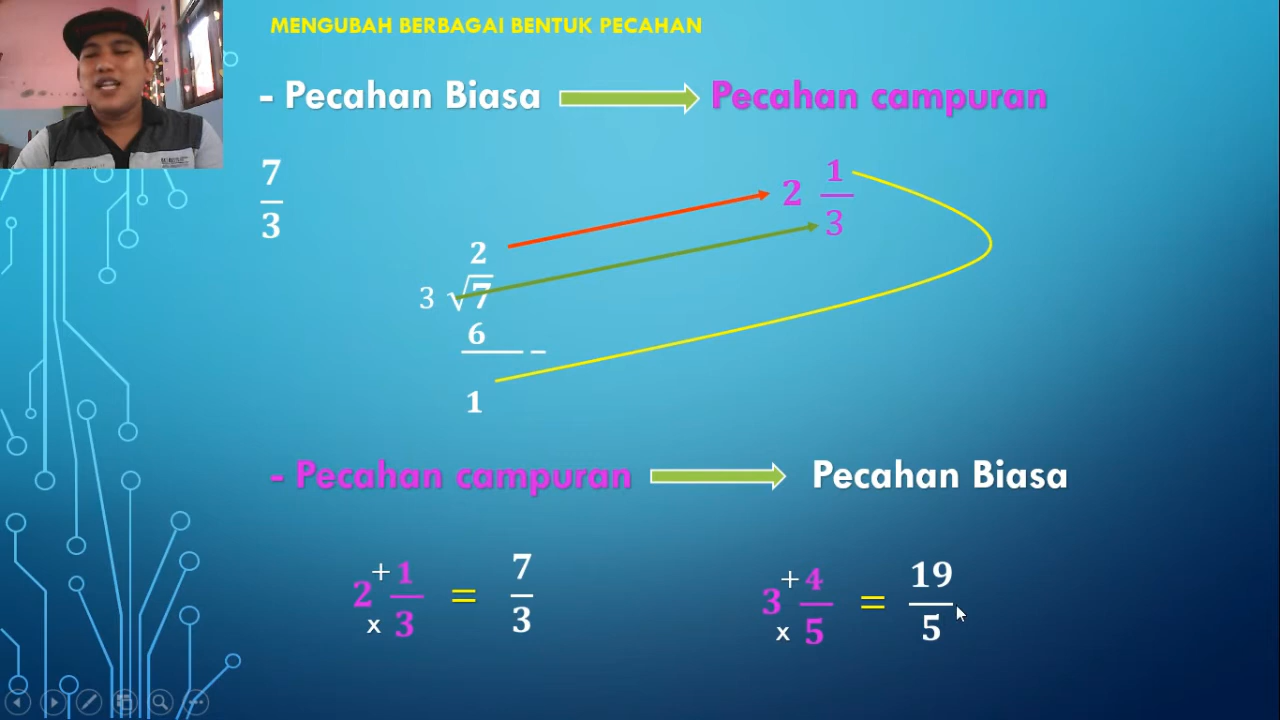 MENGUBAH BERBAGAI BENTUK PECAHAN
- Pecahan Biasa
Pecahan campuran
7
3
2 1
3
2
3 √7
6
–
1
- Pecahan campuran
Pecahan Biasa
2 + 1
x 3
=
7
3
3 + 4
x 5
=
19
5